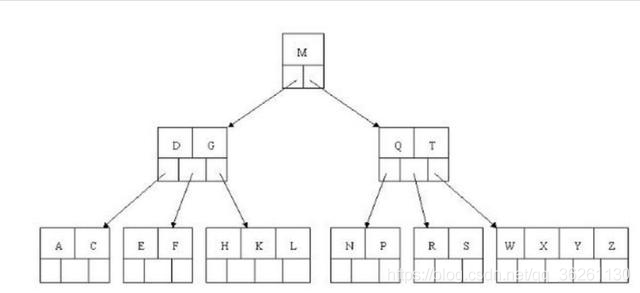 M
D G
Q T
A C
E F
H K L
N P
R S
W X Y Z
https://blog.csdn.net/qq_36261130